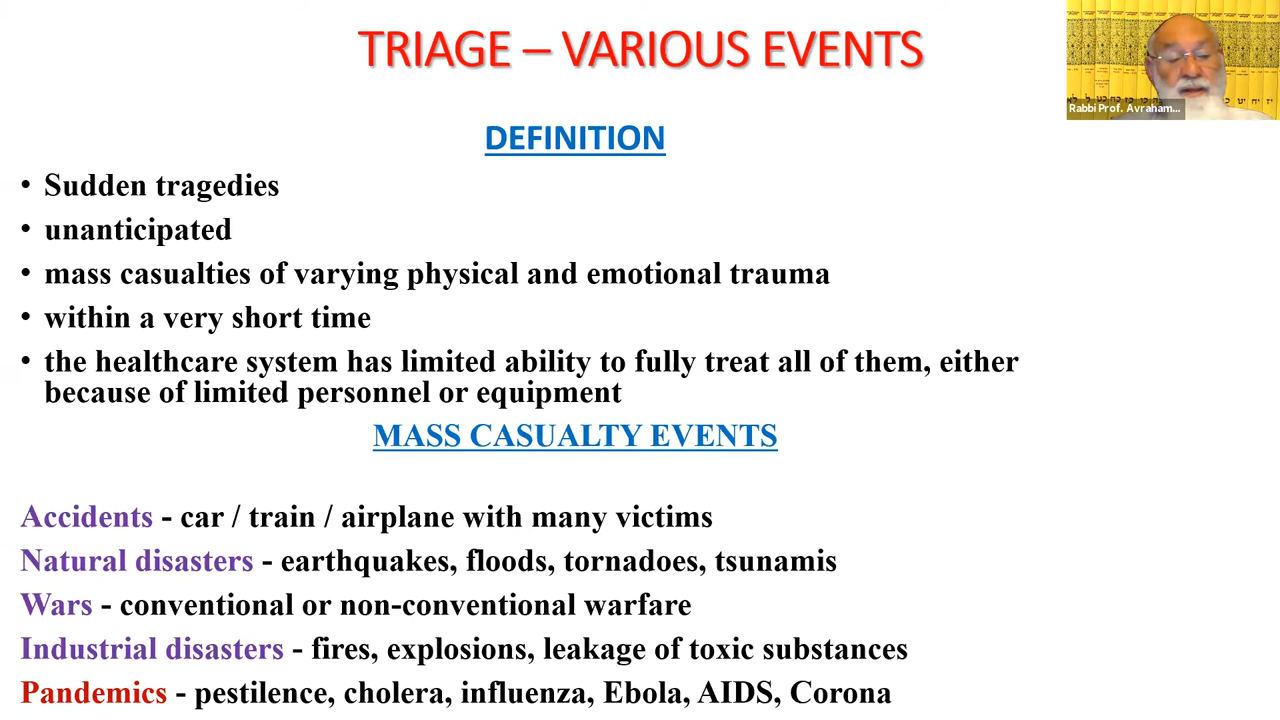 TRIAGE – VARIOUS EVENTS
Rabbi Prof. Avraham...
DEFINITION
• Sudden tragedies
• unanticipated
• mass casualties of varying physical and emotional trauma
• within a very short time
• the healthcare system has limited ability to fully treat all of them, either
because of limited personnel or equipment
MASS CASUALTY EVENTS
Accidents - car / train / airplane with many victims
Natural disasters - earthquakes, floods, tornadoes, tsunamis
Wars - conventional or non-conventional warfare
Industrial disasters - fires, explosions, leakage of toxic substances
Pandemics - pestilence, cholera, influenza, Ebola, AIDS, Corona